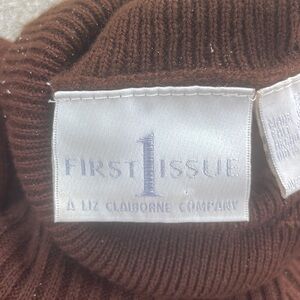 FIRST 1 ISSUE
A LIZ CLAIBORNE COMPANY